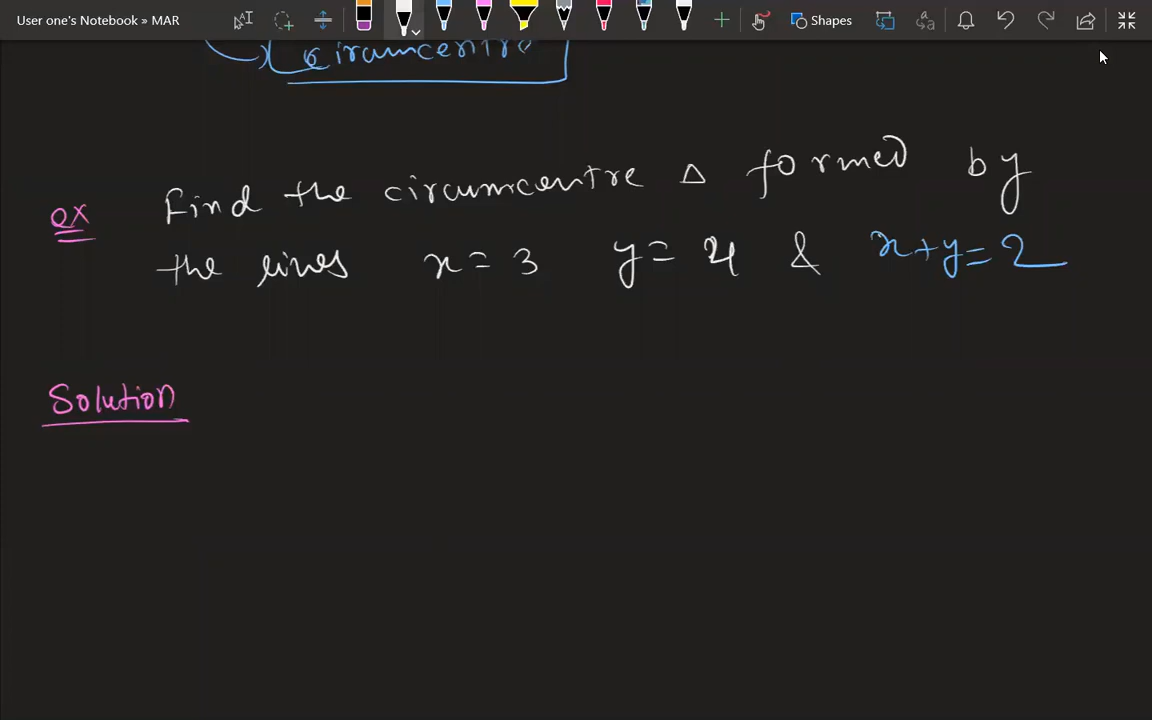 User one's Notebook » MAR
Shapes
circumcentre
ex Find the circumcentre Δ formed by
the lines x = 3 y = 4 & x+y=2
Solution